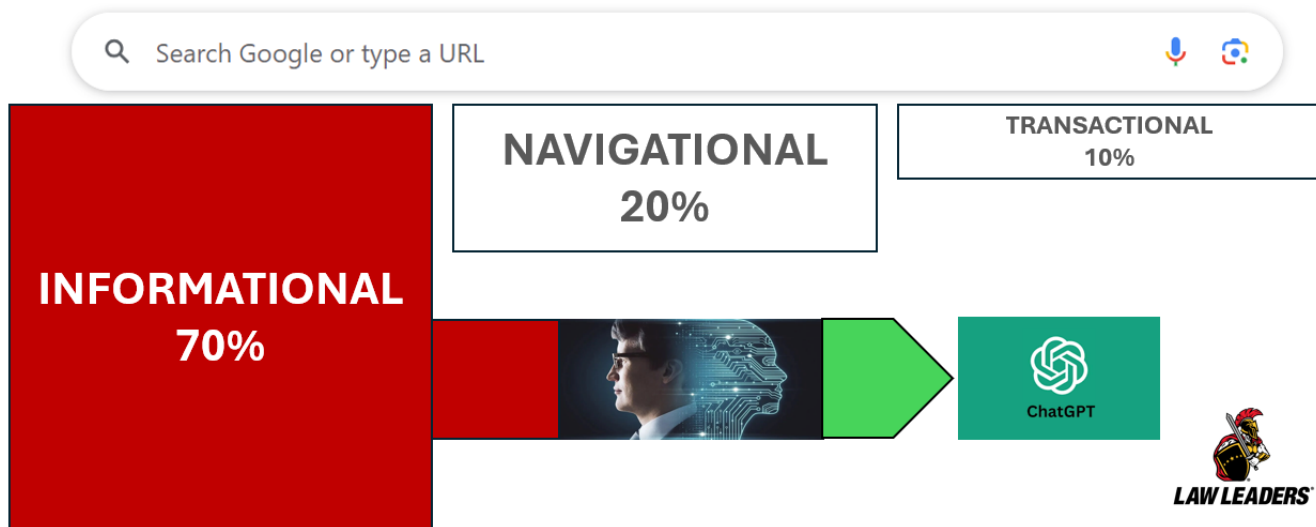 Search Google or type a URL
INFORMATIONAL
70%
NAVIGATIONAL
20%
TRANSACTIONAL
10%
ChatGPT
LAW LEADERS